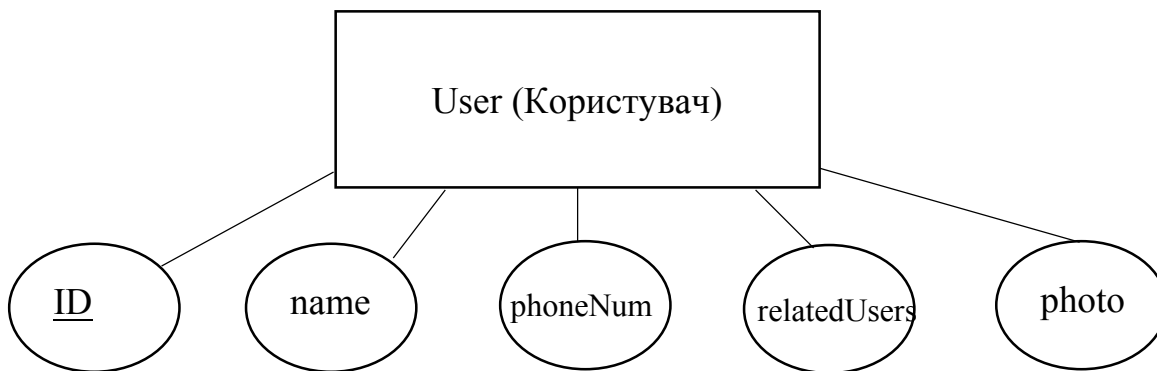 User (Користувач)
ID
name
phoneNum
relatedUsers
photo